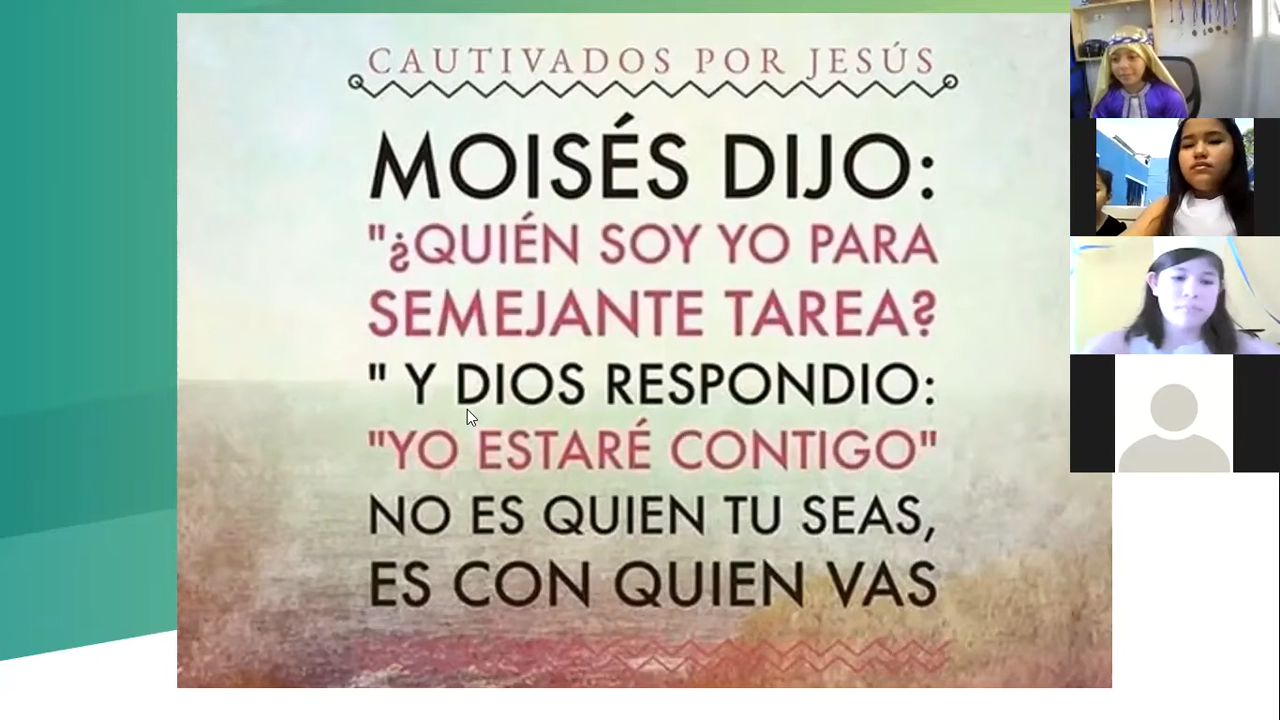 CAUTIVADOS POR JESÚS
MOISÉS DIJO:
"¿QUIÉN SOY YO PARA
SEMEJANTE TAREA?
" Y DIOS RESPONDIO:
"YO ESTARÉ CONTIGO"
NO ES QUIEN TU SEAS,
ES CON QUIEN VAS